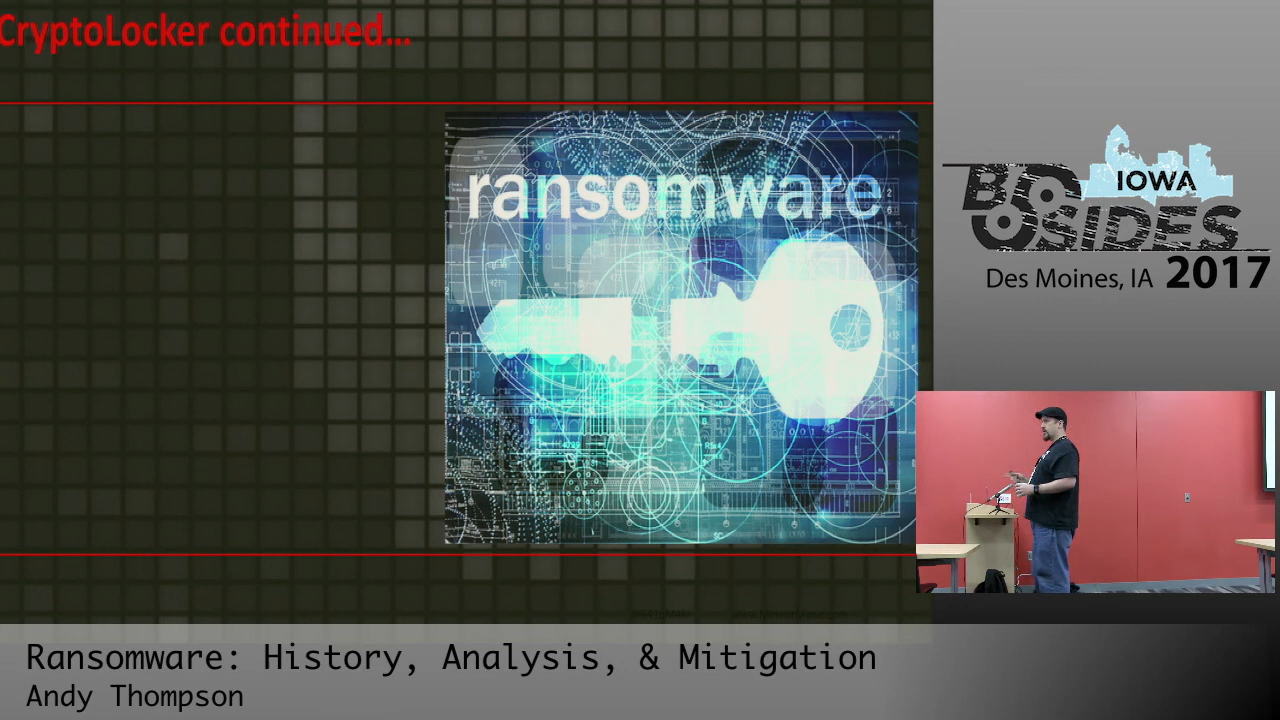 CryptoLocker continued...
ransomware
IOWA
BSIDES
Des Moines, IA 2017
Ransomware: History, Analysis, & Mitigation
Andy Thompson